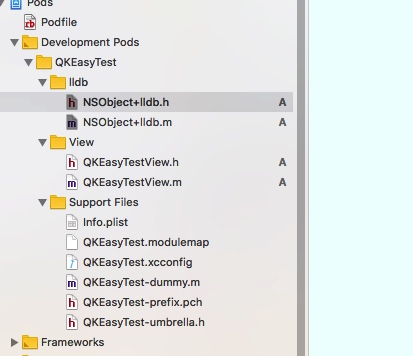 Pods
Podfile
Development Pods
QKEasyTest
lldb
NSObject+lldb.h A
NSObject+lldb.m A
View
QKEasyTestView.h A
QKEasyTestView.m A
Support Files
Info.plist
QKEasyTest.modulemap
QKEasyTest.xcconfig
QKEasyTest-dummy.m
QKEasyTest-prefix.pch
QKEasyTest-umbrella.h
Frameworks